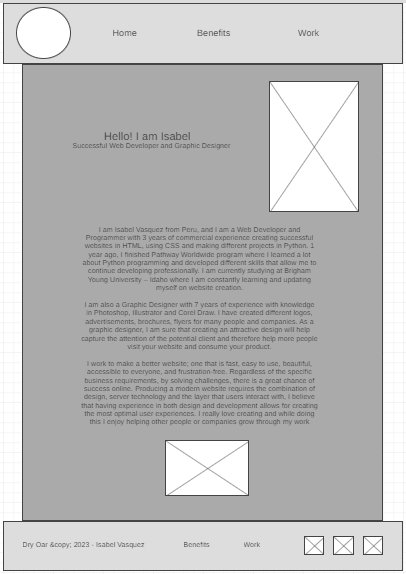 Home Benefits Work
Hello! I am Isabel
Successful Web Developer and Graphic Designer
I am Isabel Vasquez from Peru, and I am a Web Developer and
Programmer with 3 years of commercial experience creating successful
websites in HTML, using CSS and making different projects in Python. 1
year ago, I finished Pathway Worldwide program where I learned a lot
about Python programming and developed different skills that allow me to
continue developing professionally. I am currently studying at Brigham
Young University – Idaho where I am constantly learning and updating
myself on website creation.
I am also a Graphic Designer with 7 years of experience with knowledge
in Photoshop, Illustrator and Corel Draw. I have created different logos,
advertisements, brochures, flyers for many people and companies. As a
graphic designer, I am sure that creating an attractive design will help
capture the attention of the potential client and therefore help more people
visit your website and consume your product.
I work to make a better website; one that is fast, easy to use, beautiful,
accessible to everyone, and frustration-free. Regardless of the specific
business requirements, by solving challenges, there is a great chance of
success online. Producing a modern website requires the combination of
design, server technology and the layer that users interact with, I believe
that having experience in both design and development allows for creating
the most optimal user experiences. I really love creating and while doing
this I enjoy helping other people or companies grow through my work
Dry Oar &copy; 2023 - Isabel Vasquez Benefits Work